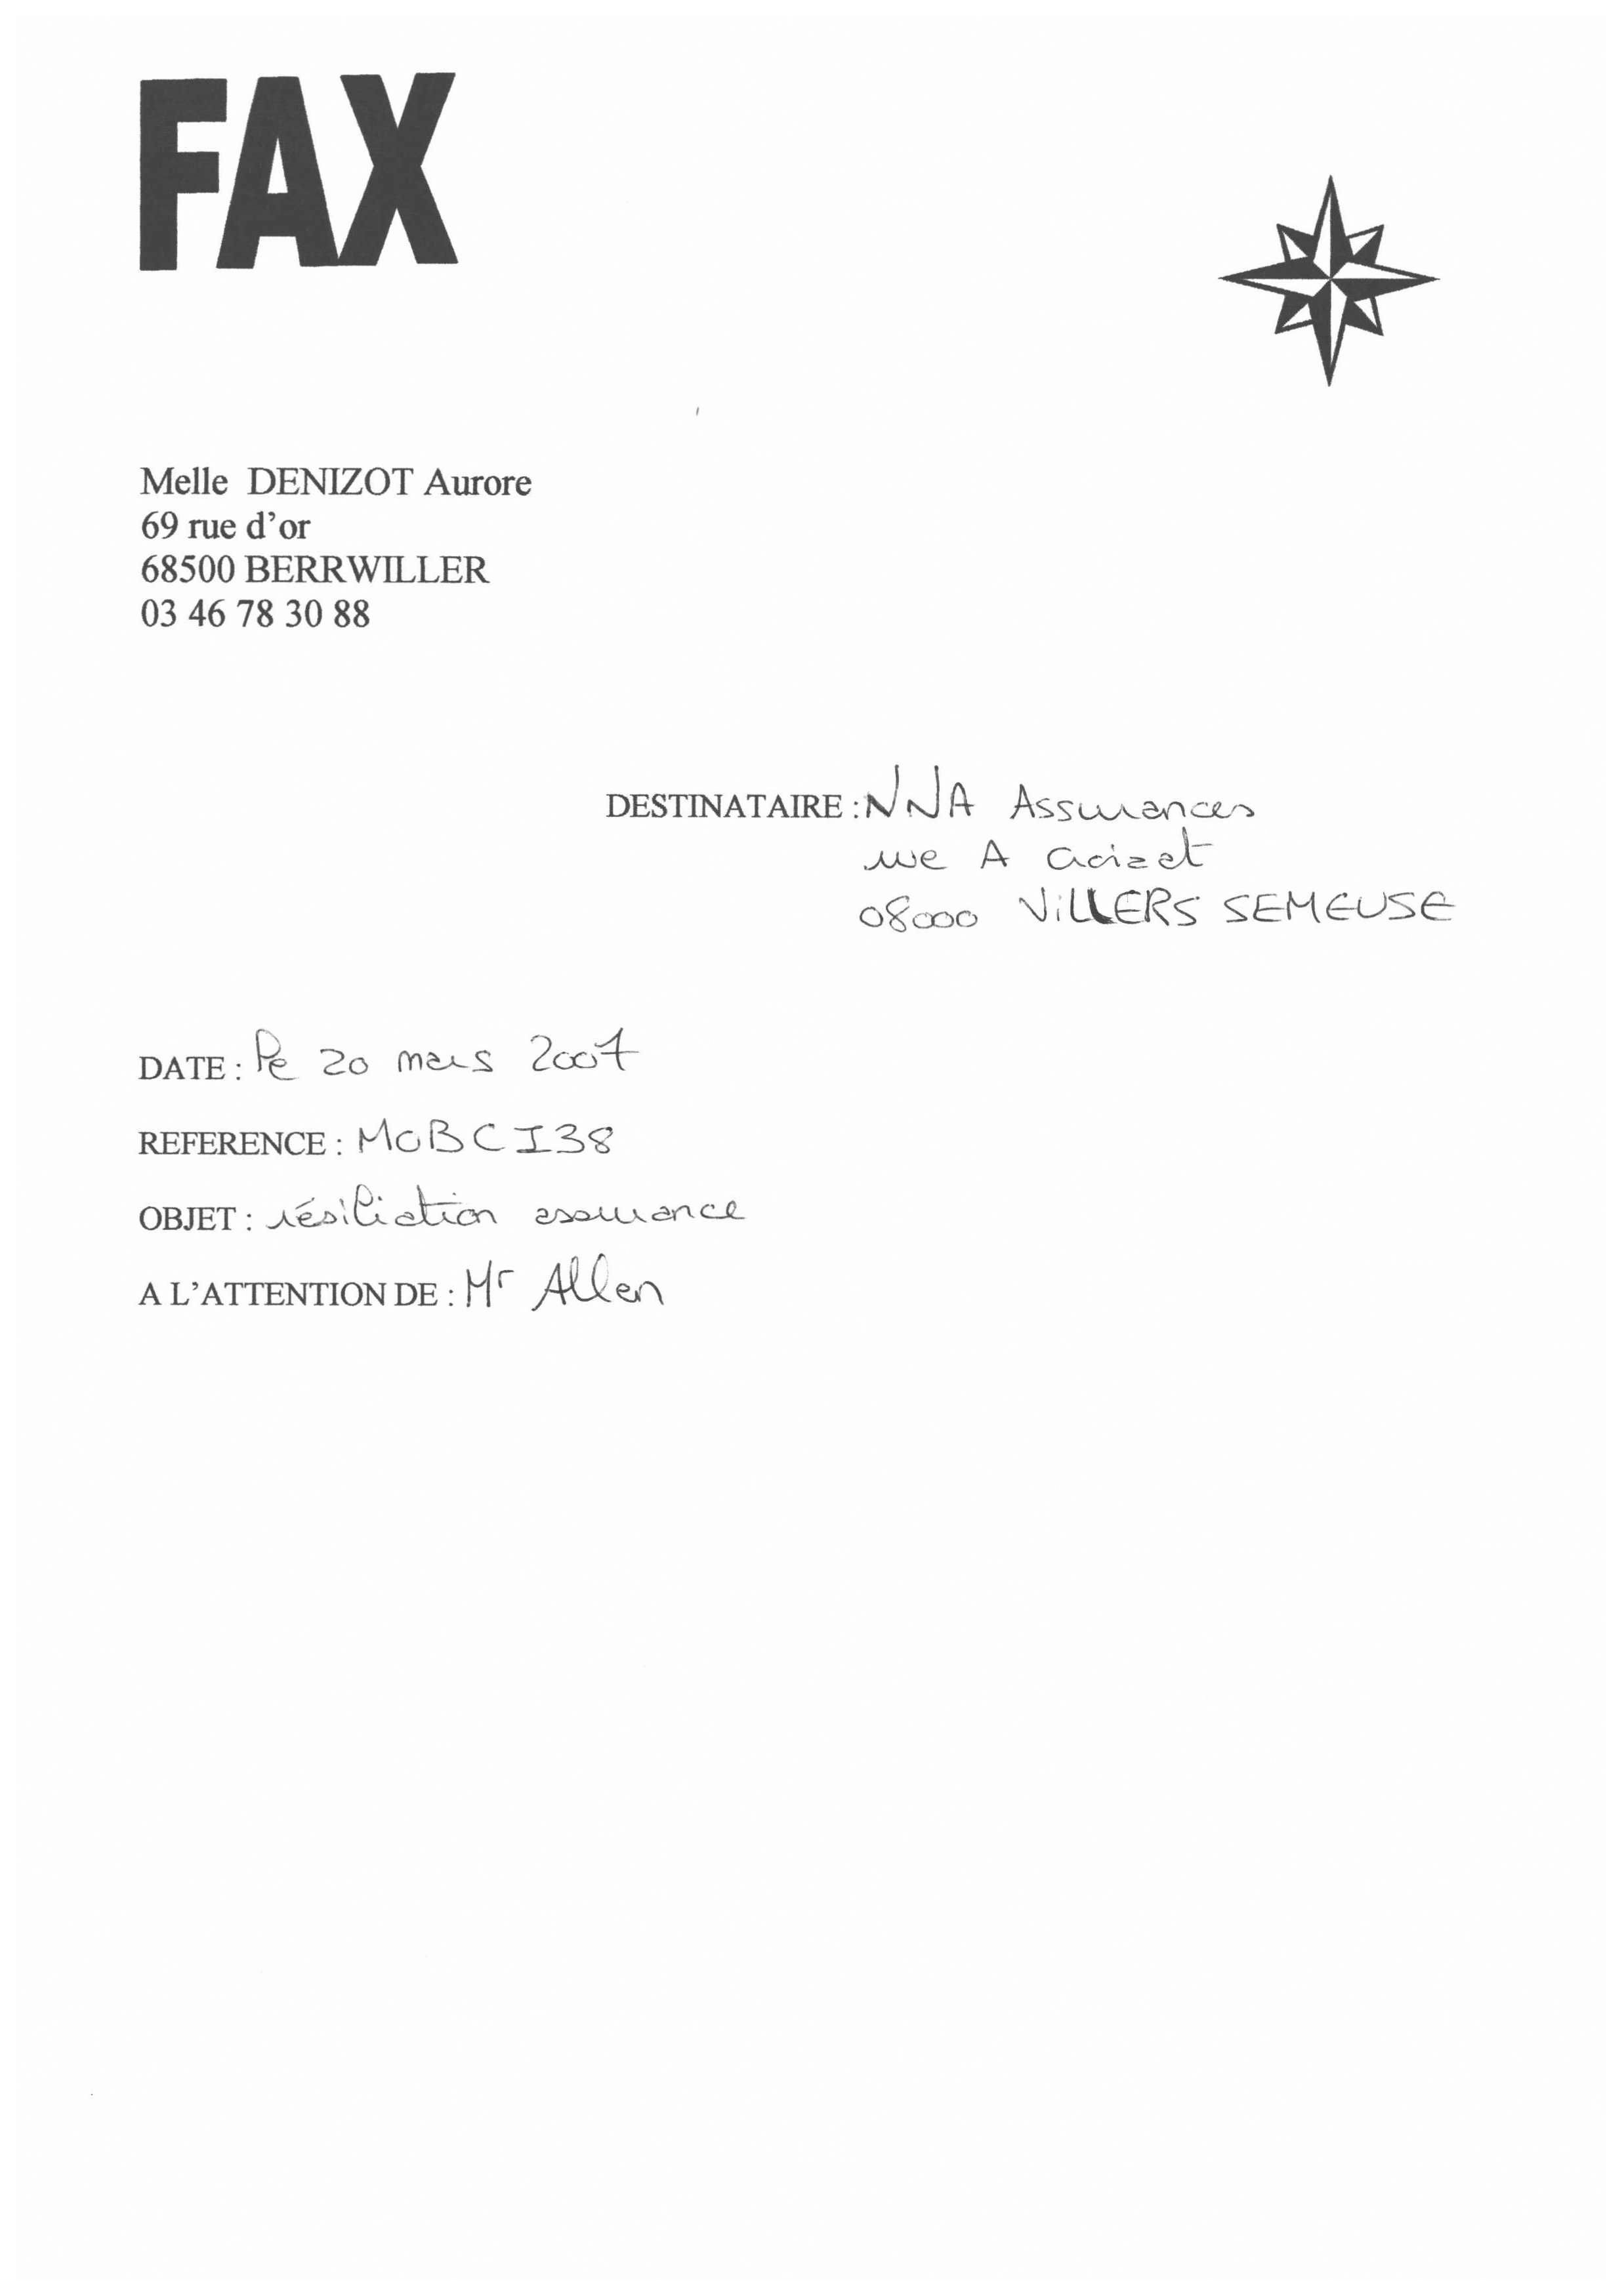 FAX
Melle DENIZOT Aurore
69 rue d'or
68500 BERRWILLER
03 46 78 30 88
DESTINATAIRE : NNA Assurances
rue A
08000 ViLLERS SEMEUSE
DATE : le 20 mars 2007
REFERENCE : MOBCI38
OBJET : résiliation assurance
A L'ATTENTION DE : Mr Allen